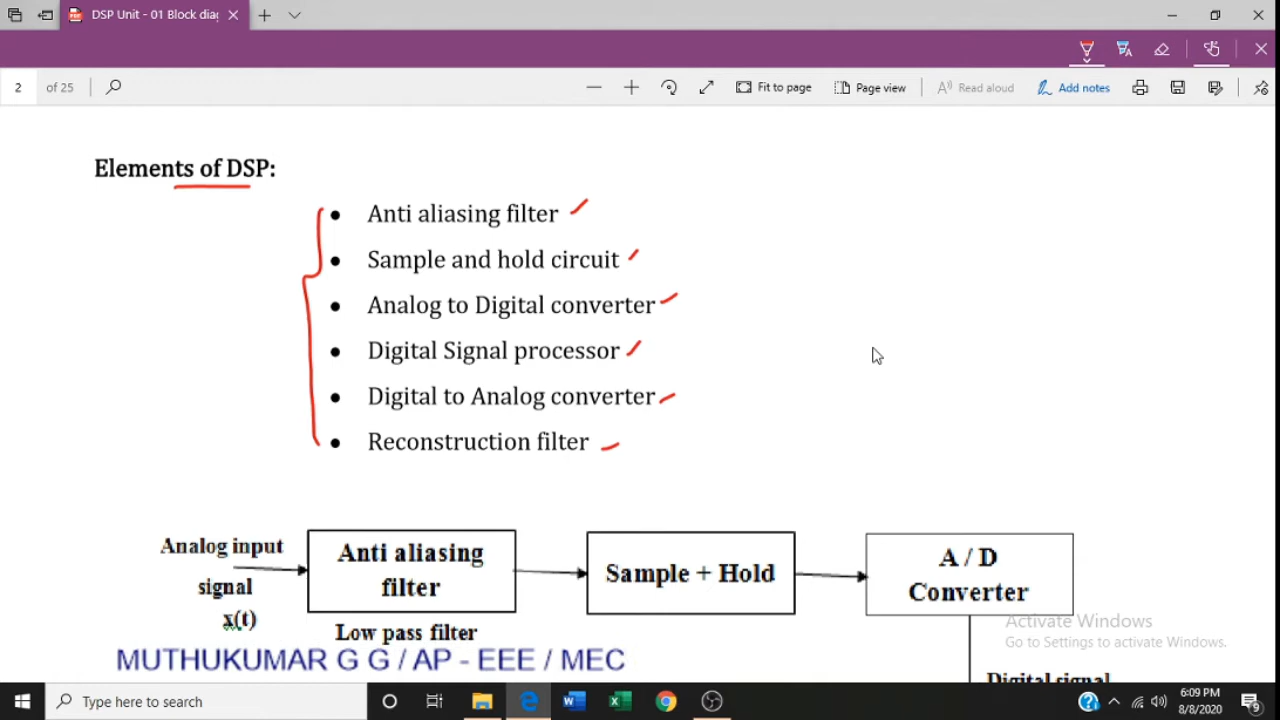 DSP Unit - 01 Block diag
2 of 25
Fit to page
Page view
Read aloud
Add notes
Elements of DSP:
• Anti aliasing filter
• Sample and hold circuit
• Analog to Digital converter
• Digital Signal processor
• Digital to Analog converter
• Reconstruction filter
Analog input
signal
x(t)
Anti aliasing
filter
Low pass filter
Sample + Hold
A / D
Converter
Digital signal
MUTHUKUMAR G G / AP - EEE / MEC
Activate Windows
Go to Settings to activate Windows.
Type here to search
6:09 PM
8/8/2020
9